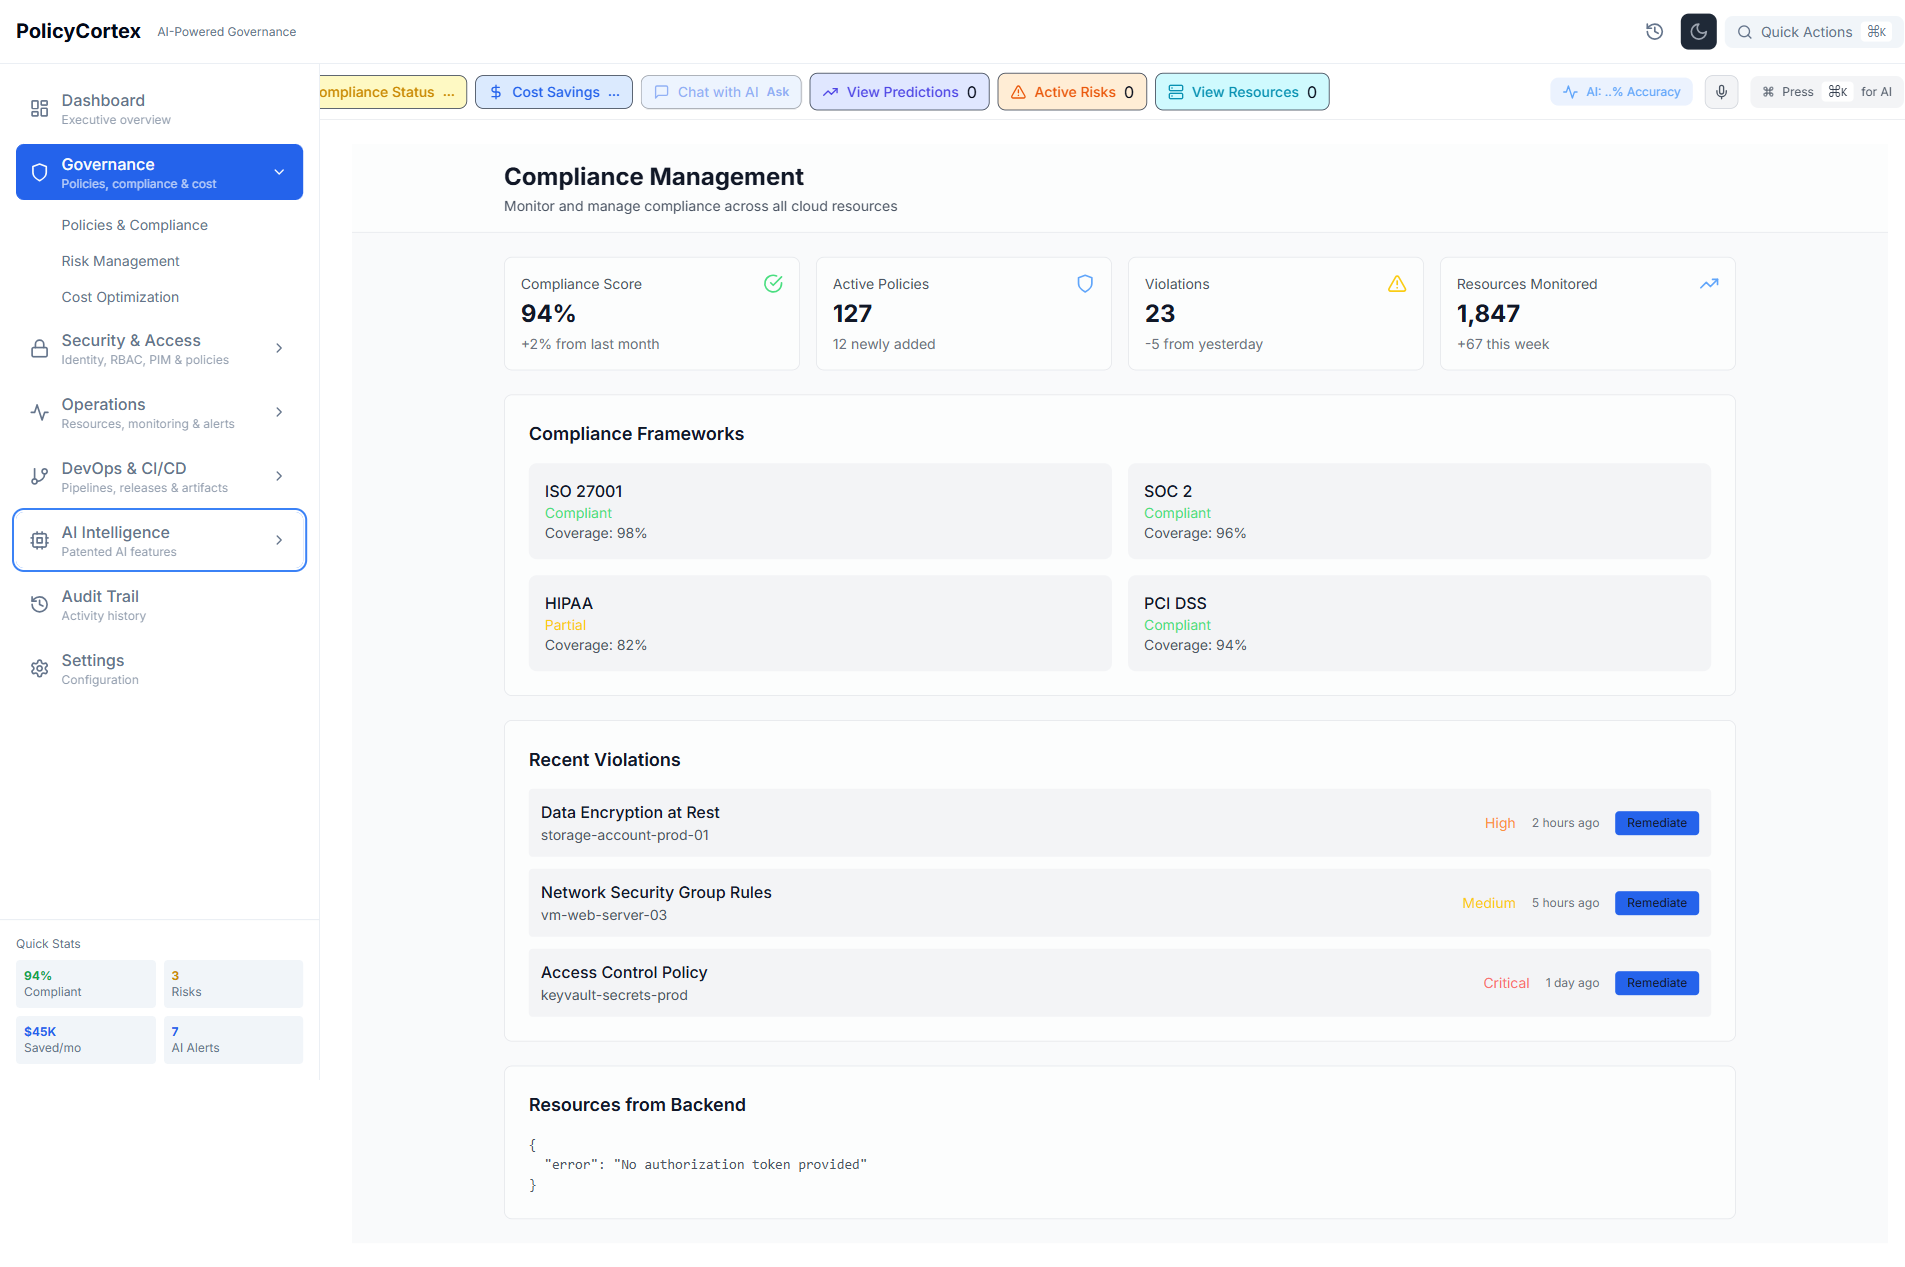 PolicyCortex AI-Powered Governance
Quick Actions ⌘K
Dashboard
Executive overview
Governance
Policies, compliance & cost
Policies & Compliance
Risk Management
Cost Optimization
Security & Access
Identity, RBAC, PIM & policies
Operations
Resources, monitoring & alerts
DevOps & CI/CD
Pipelines, releases & artifacts
AI Intelligence
Patented AI features
Audit Trail
Activity history
Settings
Configuration
Quick Stats
94%
Compliant
3
Risks
$45K
Saved/mo
7
AI Alerts
ompliance Status ...
Cost Savings ...
Chat with AI Ask
View Predictions 0
Active Risks 0
View Resources 0
AI: ..% Accuracy
⌘ Press ⌘K for AI
Compliance Management
Monitor and manage compliance across all cloud resources
Compliance Score
94%
+2% from last month
Active Policies
127
12 newly added
Violations
23
-5 from yesterday
Resources Monitored
1,847
+67 this week
Compliance Frameworks
ISO 27001
Compliant
Coverage: 98%
SOC 2
Compliant
Coverage: 96%
HIPAA
Partial
Coverage: 82%
PCI DSS
Compliant
Coverage: 94%
Recent Violations
Data Encryption at Rest
storage-account-prod-01
High 2 hours ago Remediate
Network Security Group Rules
vm-web-server-03
Medium 5 hours ago Remediate
Access Control Policy
keyvault-secrets-prod
Critical 1 day ago Remediate
Resources from Backend
{
"error": "No authorization token provided"
}